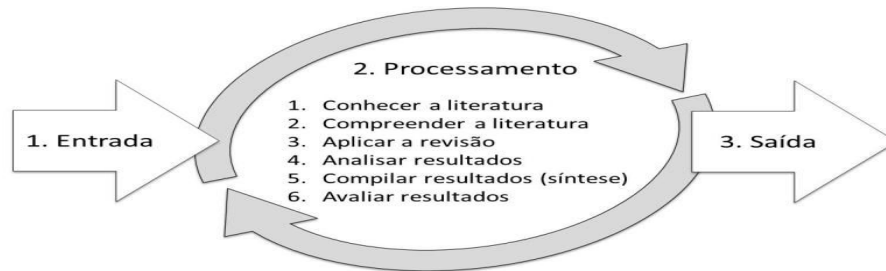 2. Processamento
1. Entrada
1. Conhecer a literatura
2. Compreender a literatura
3. Aplicar a revisão
4. Analisar resultados
5. Compilar resultados (síntese)
6. Avaliar resultados
3. Saída